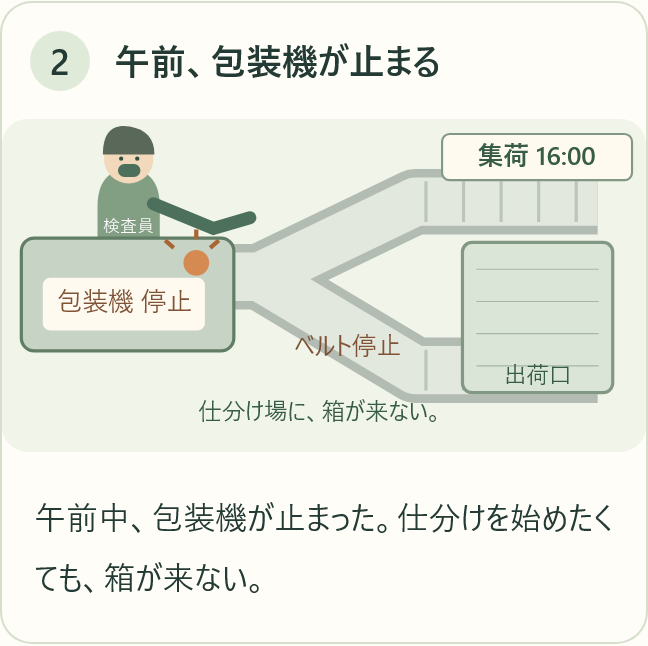 2 午前、包装機が止まる
集荷 16:00
検査員
包装機 停止
ベルト停止
出荷口
仕分け場に、箱が来ない。
午前中、包装機が止まった。仕分けを始めたく
ても、箱が来ない。